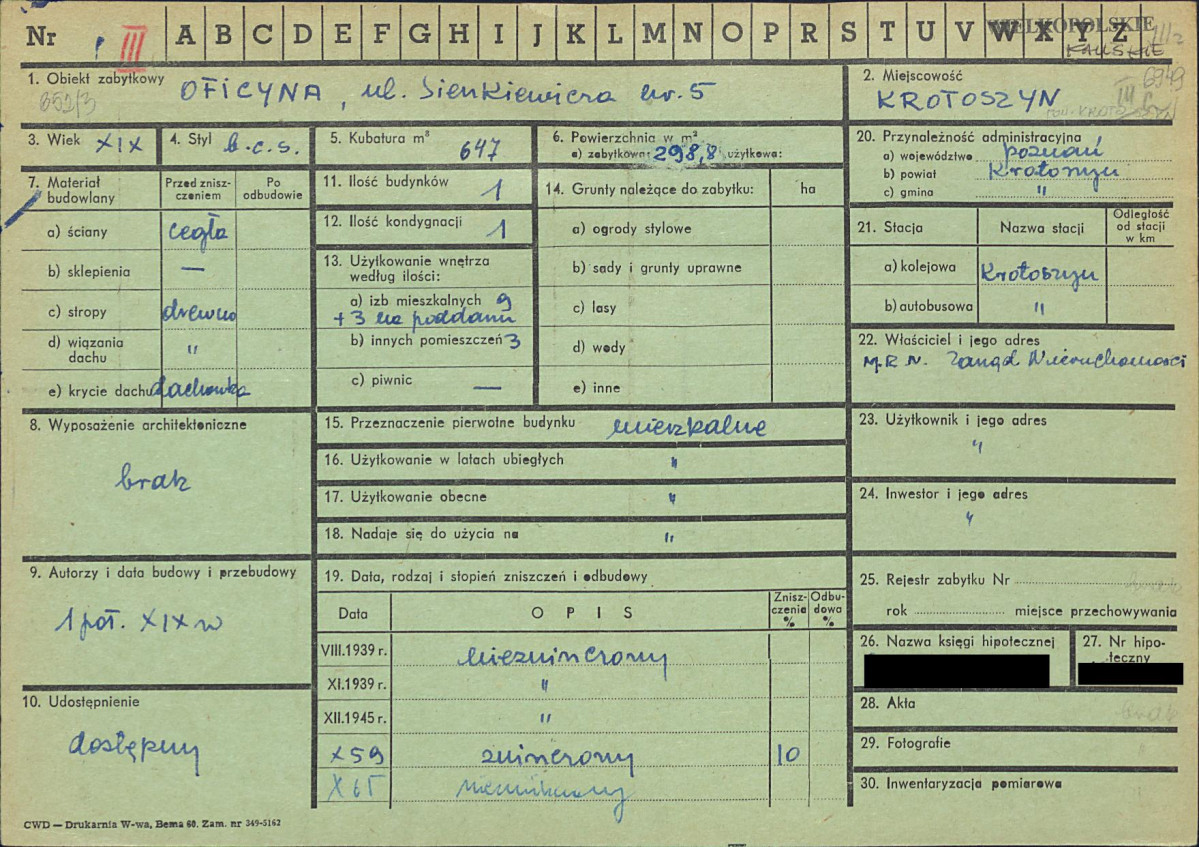 Nr III A B C D E F G H I J K L M N O P R S T U V W X Y Z
WIELKOPOLSKIE
KALISKIE
1. Obiekt zabytkowy OFICYNA, ul. Sienkiewicza nr. 5
652/3
2. Miejscowość
KROTOSZYN
6949
3. Wiek XIX
4. Styl b.c.s.
5. Kubatura m³ 647
6. Powierzchnia w m²
a) zabytkowa: 298,8 użytkowa:
7. Materiał budowlany
Przed zniszczeniem
Po odbudowie
a) ściany cegła
b) sklepienia —
c) stropy drewno
d) wiązania dachu "
e) krycie dachu dachówka
8. Wyposażenie architektoniczne
brak
9. Autorzy i data budowy i przebudowy
1 poł. XIX w
10. Udostępnienie
dostępny
11. Ilość budynków 1
12. Ilość kondygnacji 1
13. Użytkowanie wnętrza
według ilości:
a) izb mieszkalnych 9
+ 3 na poddaszu
b) innych pomieszczeń 3
c) piwnic —
14. Grunty należące do zabytku: ha
a) ogrody stylowe
b) sady i grunty uprawne
c) lasy
d) wody
e) inne
15. Przeznaczenie pierwotne budynku mieszkalne
16. Użytkowanie w latach ubiegłych "
17. Użytkowanie obecne "
18. Nadaje się do użycia na "
19. Data, rodzaj i stopień zniszczeń i odbudowy
Data OPIS Zniszczenia % Odbudowa %
VIII.1939 r. niezniszczony
XI.1939 r. "
XII.1945 r. "
X 59 zniszczony 10
X 65
20. Przynależność administracyjna
a) województwo poznań
b) powiat Krotoszyn
c) gmina "
21. Stacja Nazwa stacji Odległość od stacji w km
a) kolejowa Krotoszyn
b) autobusowa "
22. Właściciel i jego adres
M.R.N. Zarząd Nieruchomości
23. Użytkownik i jego adres
"
24. Inwestor i jego adres
"
25. Rejestr zabytku Nr brak
rok miejsce przechowywania
26. Nazwa księgi hipotecznej
27. Nr hipoteczny
28. Akta brak
29. Fotografie "
30. Inwentaryzacja pomiarowa "
CWD — Drukarnia W-wa, Bema 60. Zam. nr 349-5162